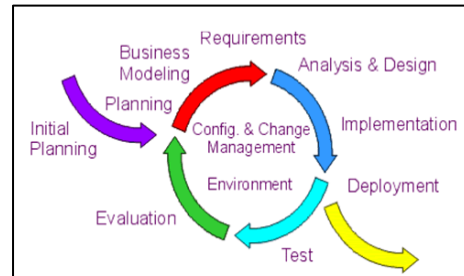 Requirements
Business
Modeling
Analysis & Design
Planning
Initial
Planning
Config. & Change
Management
Implementation
Environment
Deployment
Evaluation
Test